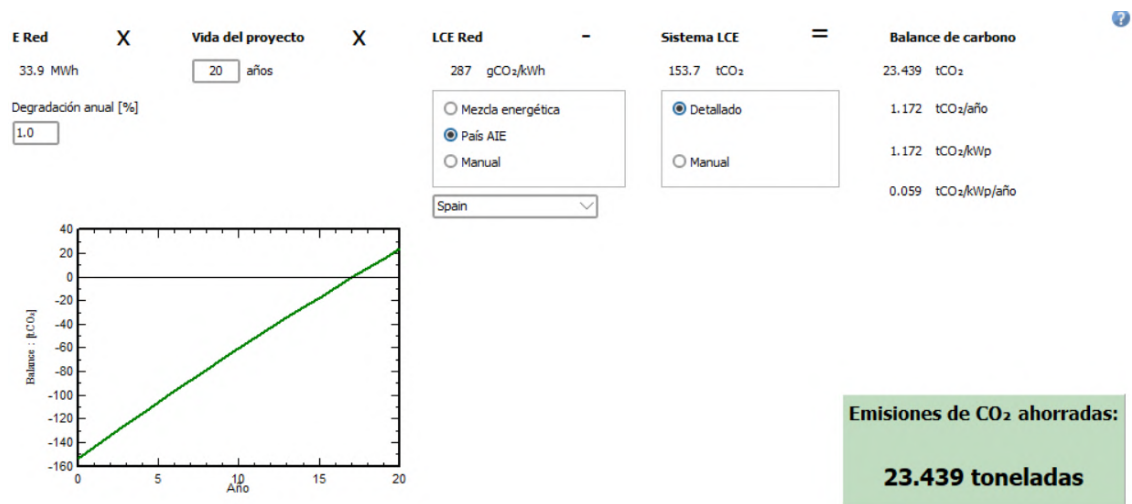 ?
E Red X Vida del proyecto X LCE Red - Sistema LCE = Balance de carbono
33.9 MWh 20 años 287 gCO₂/kWh 153.7 tCO₂ 23.439 tCO₂
Degradación anual [%]
1.0
Mezcla energética
País AIE
Manual
Spain
Detallado
Manual
1.172 tCO₂/año
1.172 tCO₂/kWp
0.059 tCO₂/kWp/año
40
20
0
-20
-40
-60
-80
-100
-120
-140
-160
Balance : [tCO₂]
0 5 10 15 20
Año
Emisiones de CO₂ ahorradas:
23.439 toneladas